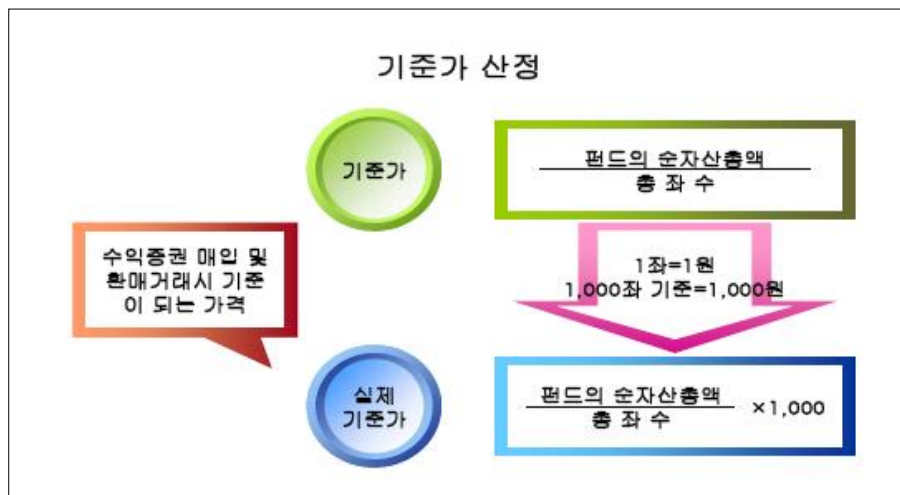 기준가 산정
기준가
펀드의 순자산총액
총 좌 수
수익증권 매입 및
환매거래시 기준
이 되는 가격
1좌=1원
1,000좌 기준=1,000원
실제
기준가
펀드의 순자산총액
총 좌 수
×1,000